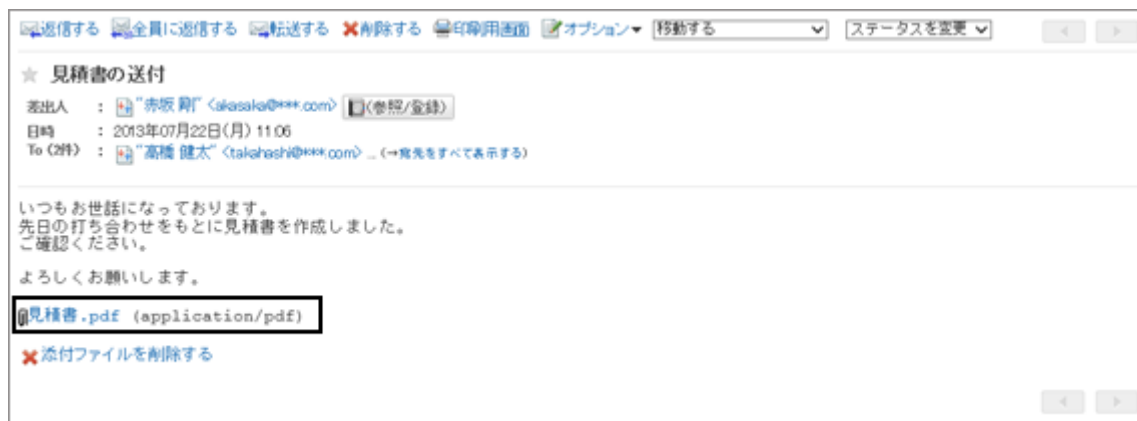 返信する 全員に返信する 転送する 削除する 印刷用画面 オプション▼ 移動する ステータスを変更
★ 見積書の送付
差出人 : "赤坂 剛" <akasaka@***.com> (参照/登録)
日時 : 2013年07月22日(月) 11:06
To (2件) : "高橋 健太" <takahashi@***.com> ... (→宛先をすべて表示する)
いつもお世話になっております。
先日の打ち合わせをもとに見積書を作成しました。
ご確認ください。
よろしくお願いします。
見積書.pdf (application/pdf)
添付ファイルを削除する